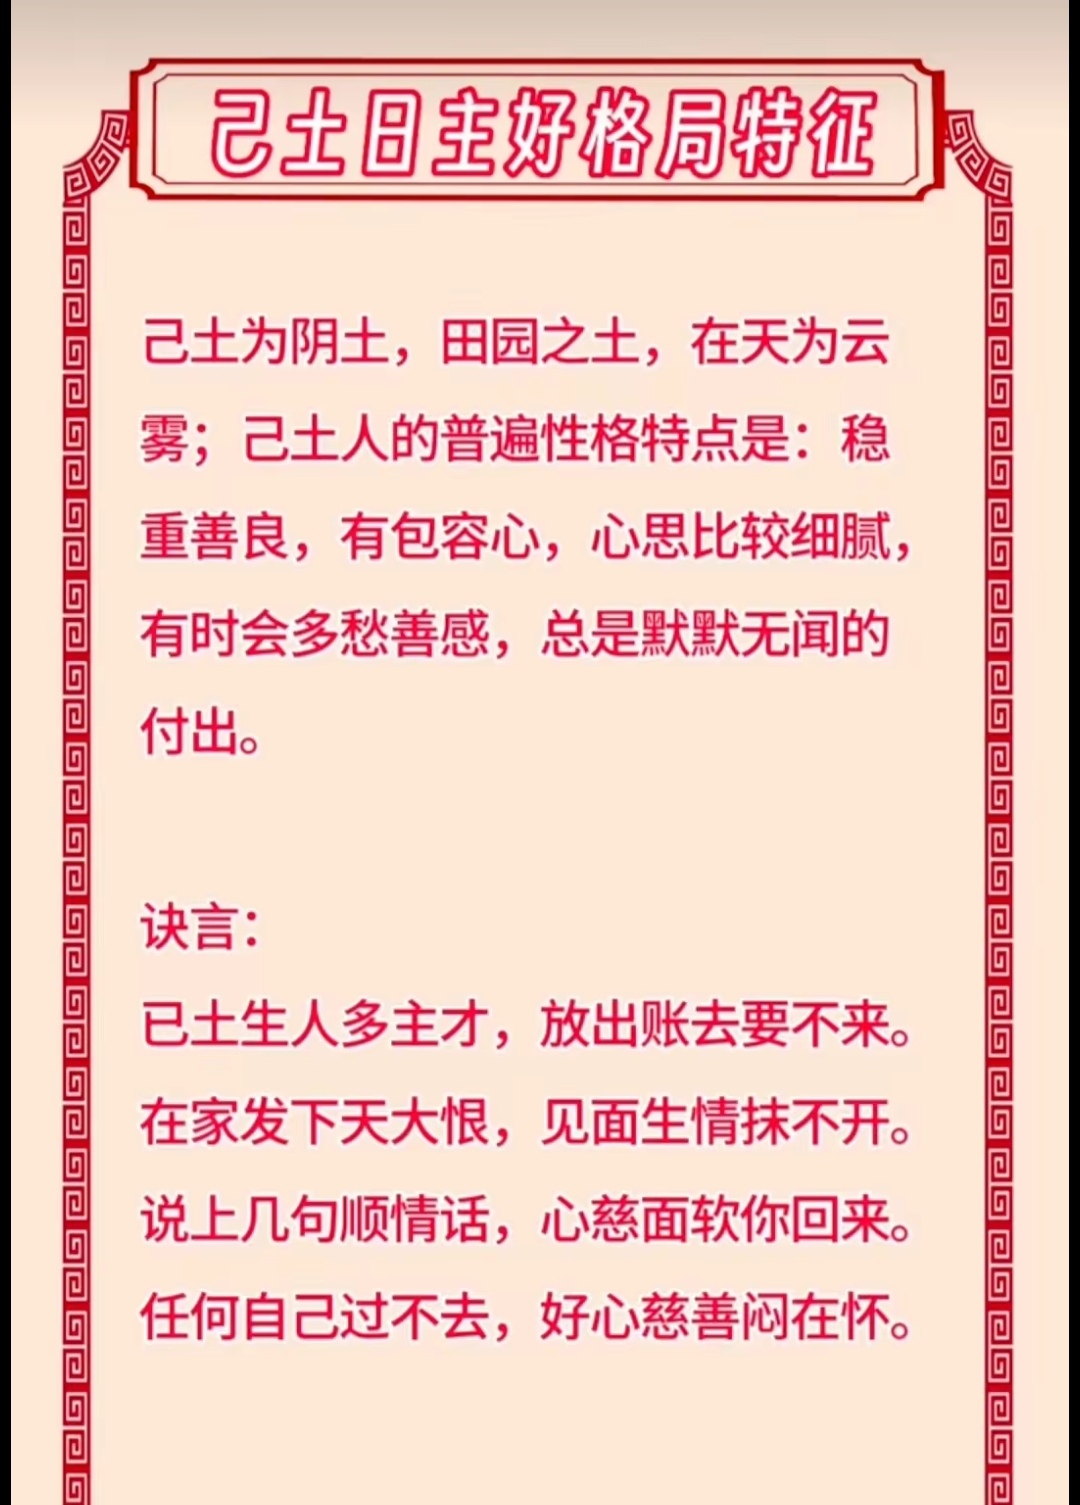 己土日主好格局特征
己土为阴土，田园之土，在天为云
雾；己土人的普遍性格特点是：稳
重善良，有包容心，心思比较细腻，
有时会多愁善感，总是默默无闻的
付出。
诀言：
已土生人多主才，放出账去要不来。
在家发下天大恨，见面生情抹不开。
说上几句顺情话，心慈面软你回来。
任何自己过不去，好心慈善闷在怀。